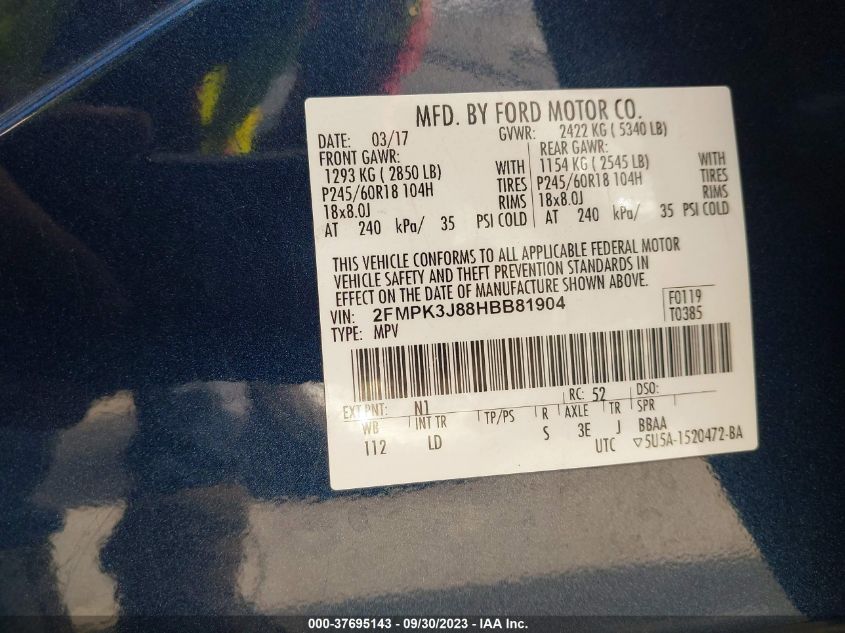 MFD. BY FORD MOTOR CO.
DATE: 03/17 GVWR: 2422 KG ( 5340 LB)
FRONT GAWR: REAR GAWR:
1293 KG ( 2850 LB) WITH 1154 KG ( 2545 LB) WITH
P245/60R18 104H TIRES P245/60R18 104H TIRES
18x8.0J RIMS 18x8.0J RIMS
AT 240 kPa/ 35 PSI COLD AT 240 kPa/ 35 PSI COLD
THIS VEHICLE CONFORMS TO ALL APPLICABLE FEDERAL MOTOR
VEHICLE SAFETY AND THEFT PREVENTION STANDARDS IN
EFFECT ON THE DATE OF MANUFACTURE SHOWN ABOVE.
VIN: 2FMPK3J88HBB81904 F0119
TYPE: MPV T0385
EXT PNT: N1 RC: 52 DSO:
WB INT TR TP/PS R AXLE TR SPR
112 LD S 3E J BBAA
UTC ▽5U5A-1520472-BA
000-37695143 - 09/30/2023 - IAA Inc.